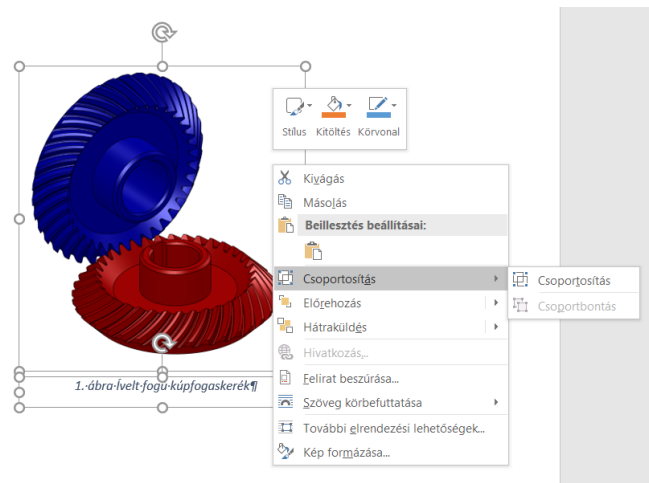 Stílus Kitöltés Körvonal
Kivágás
Másolás
Beillesztés beállításai:
Csoportosítás
Csoportosítás
Előrehozás
Csoportbontás
Hátraküldés
Hivatkozás...
Felirat beszúrása...
Szöveg körbefuttatása
1.·ábra·Ívelt·fogú·kúpfogaskerék¶
További elrendezési lehetőségek...
Kép formázása...